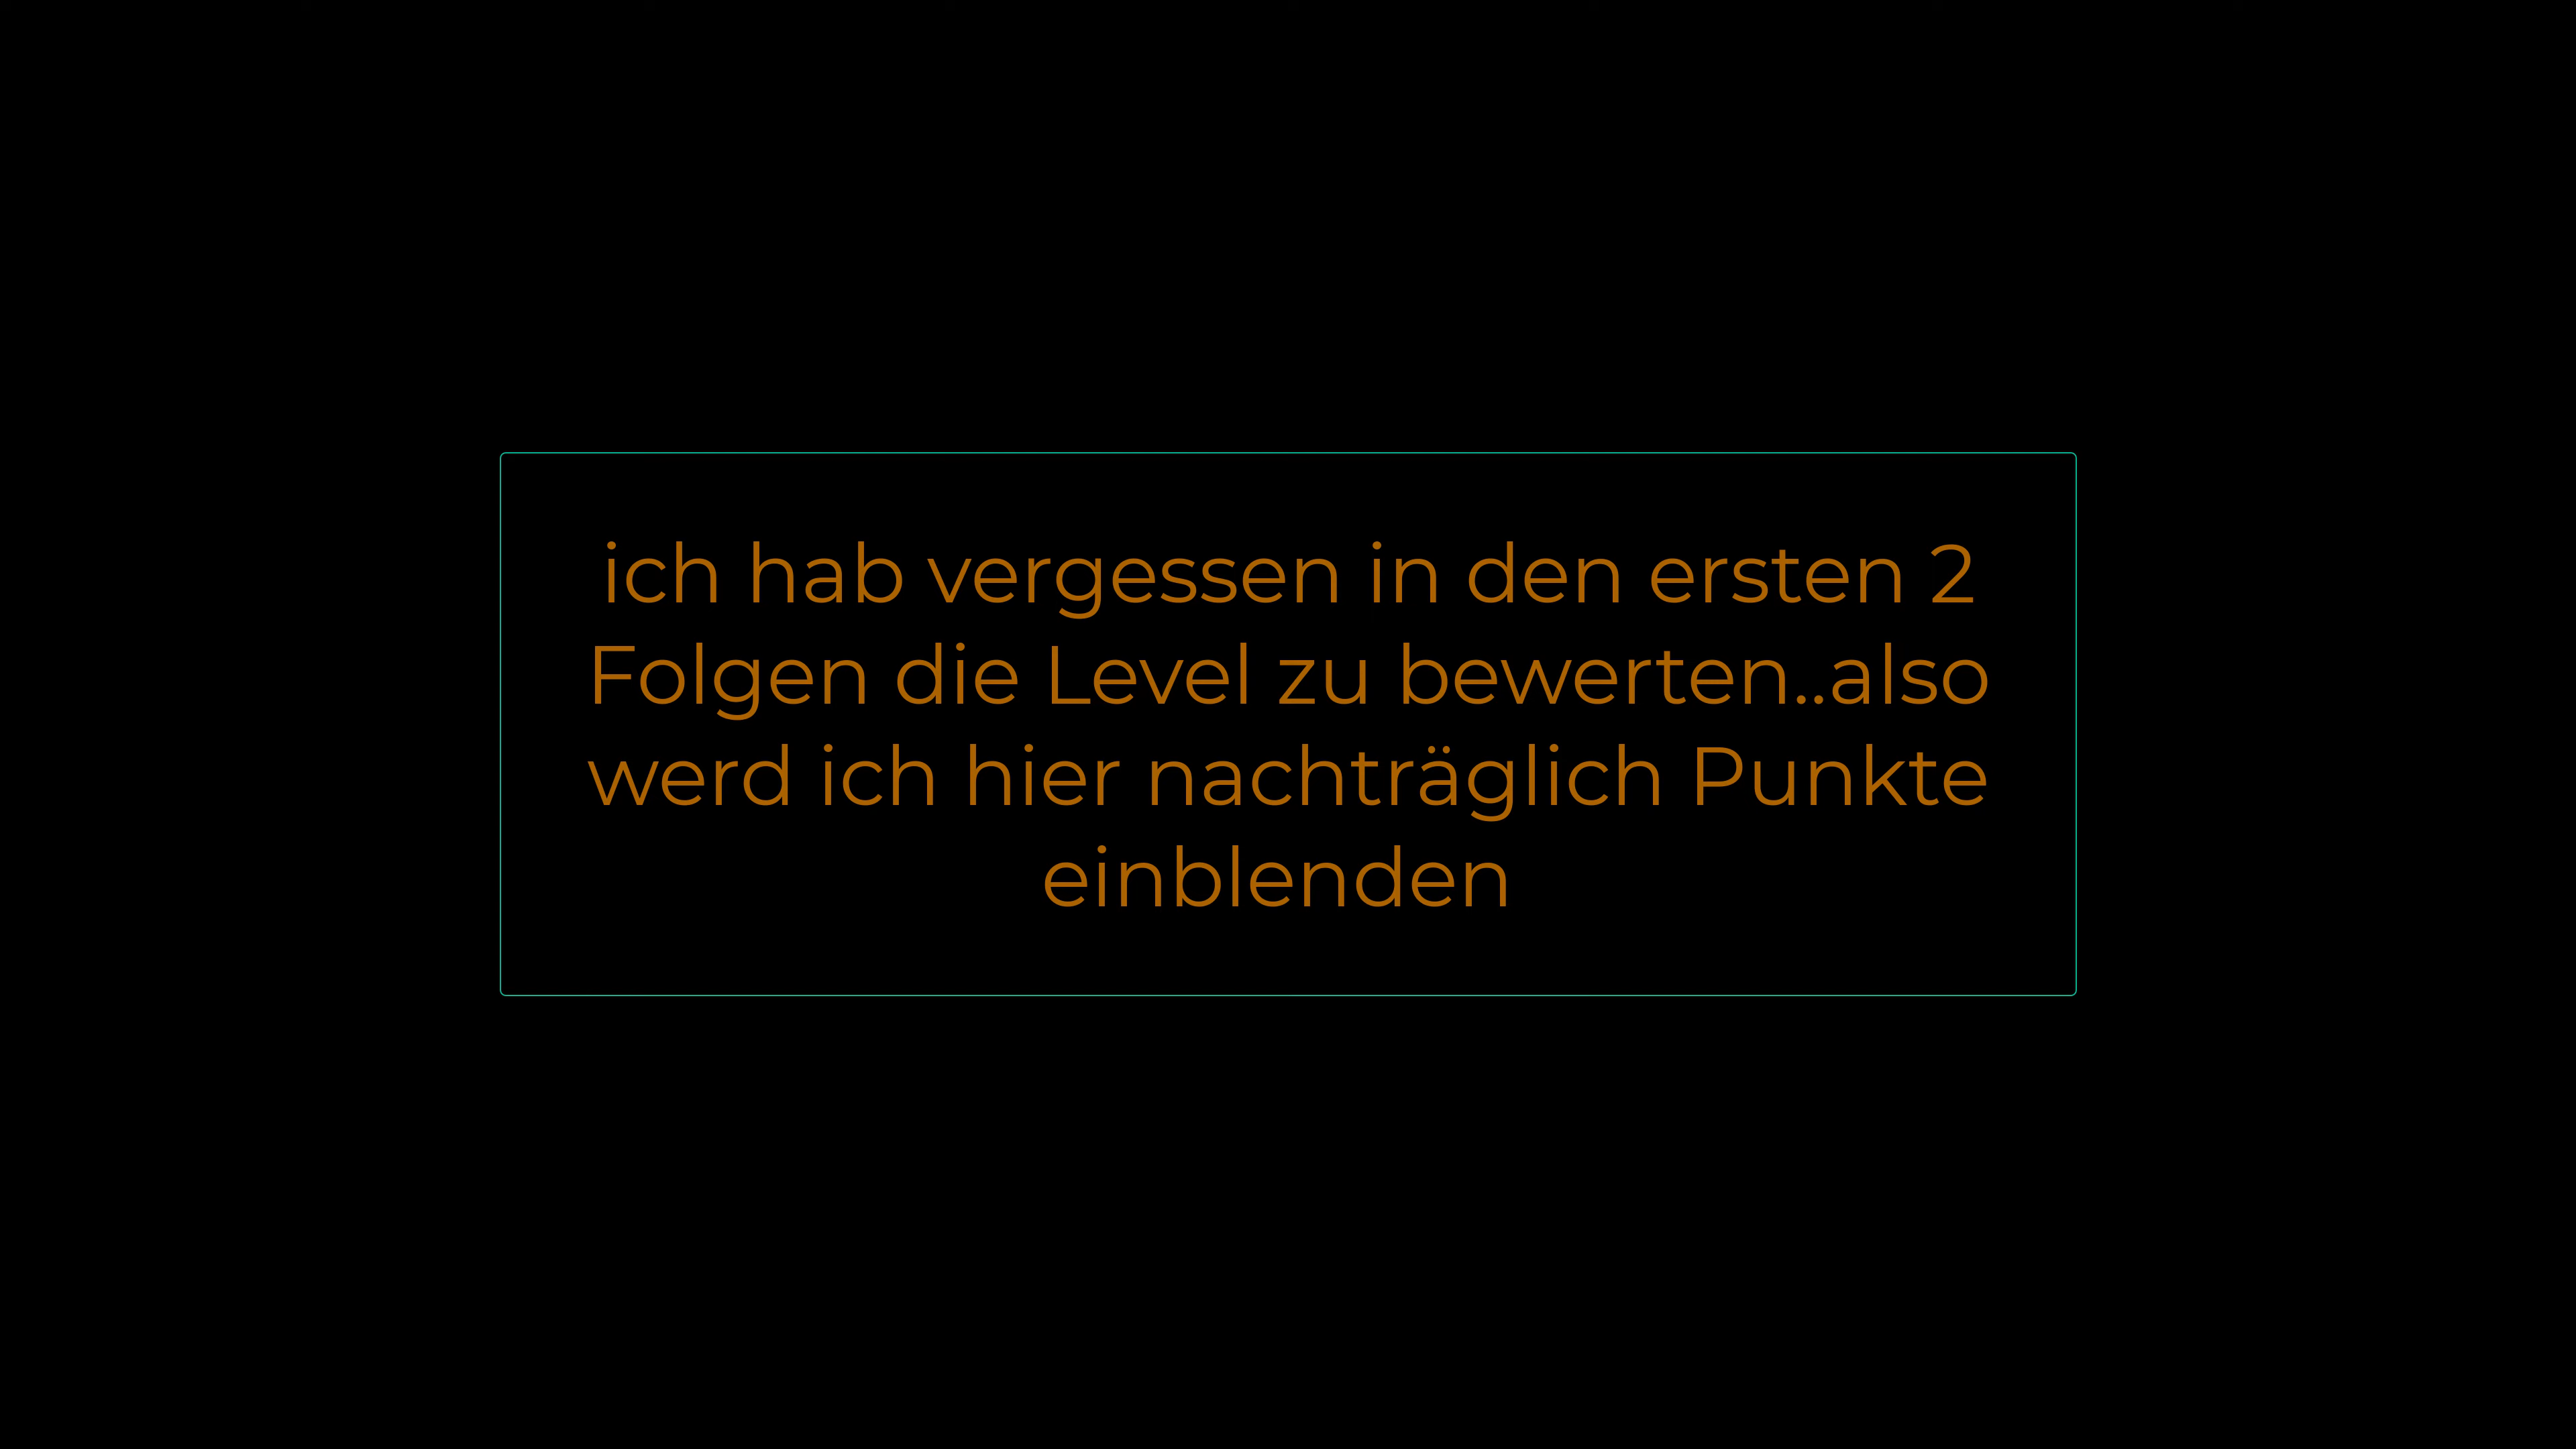 ich hab vergessen in den ersten 2
Folgen die Level zu bewerten..also
werd ich hier nachträglich Punkte
einblenden